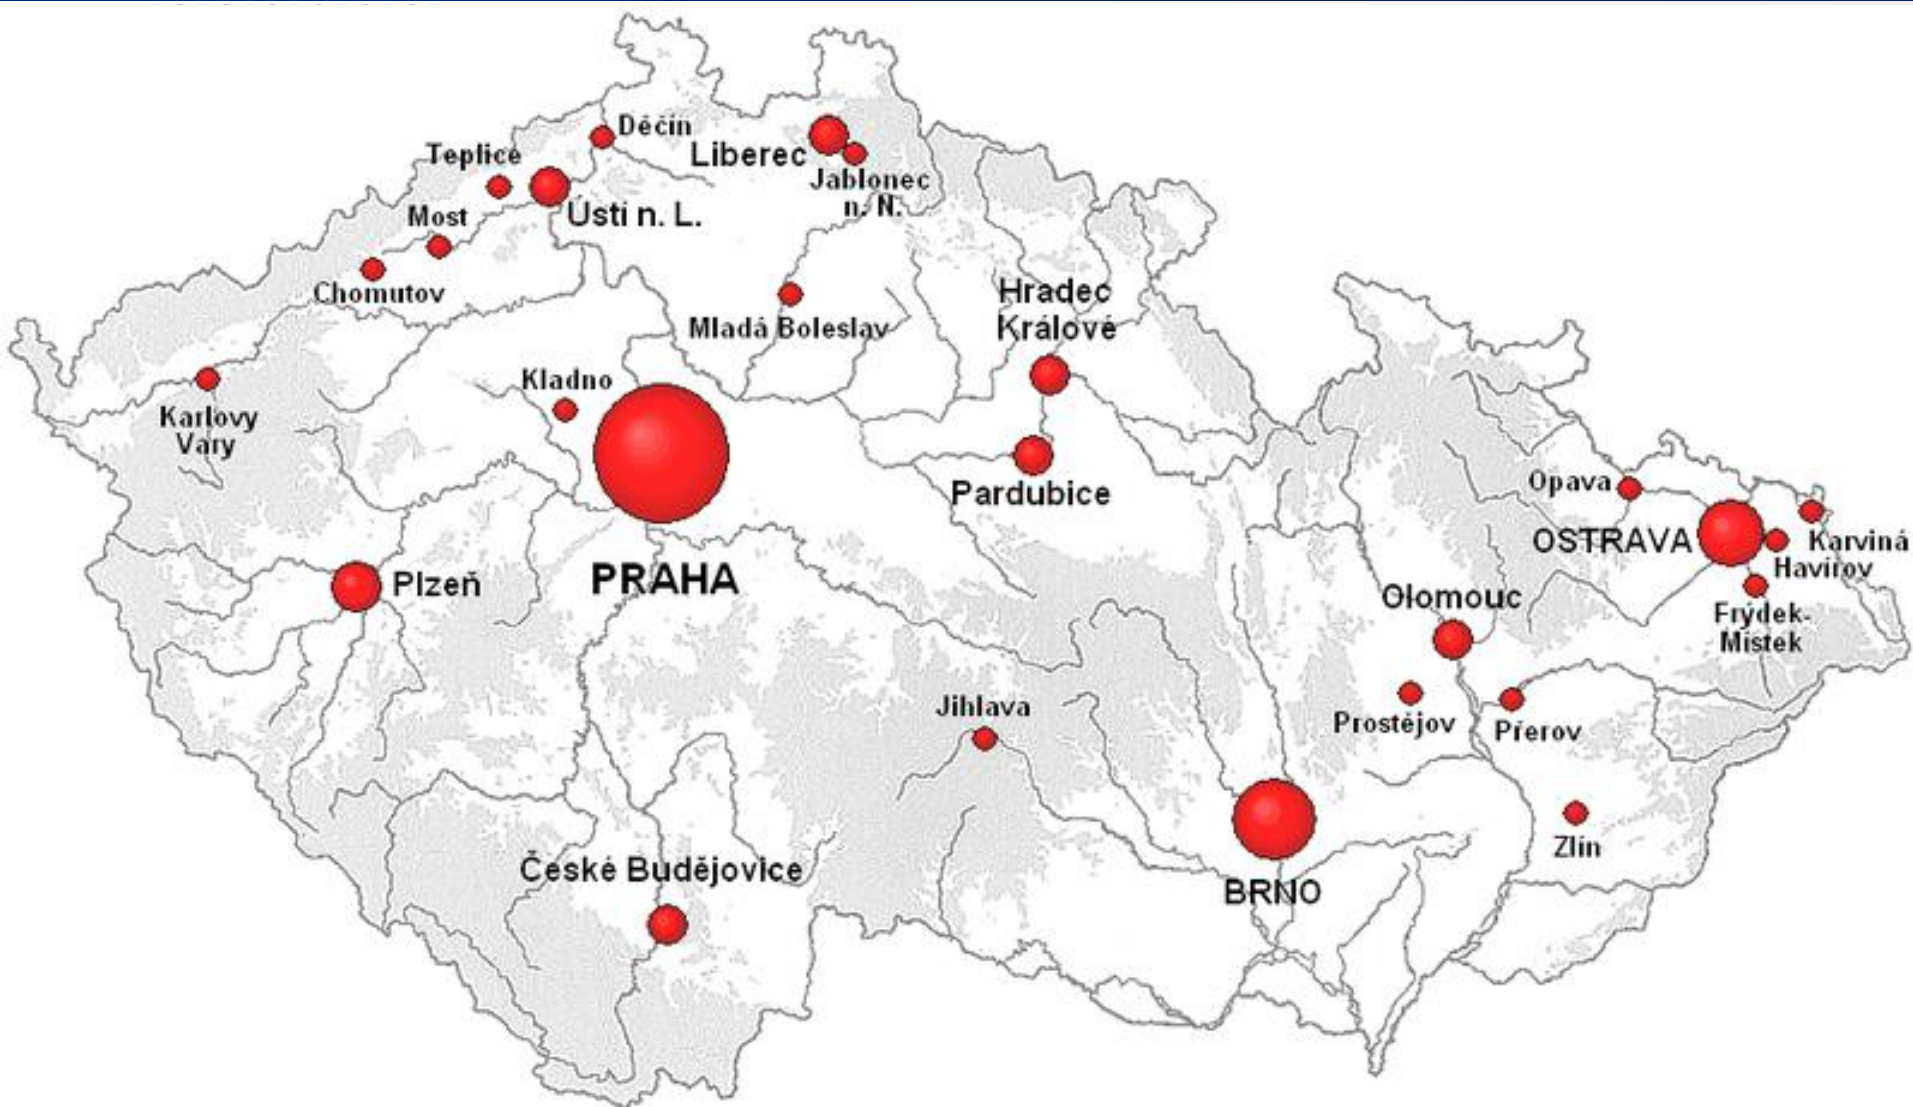 Děčín
Teplice
Liberec
Jablonec
n. N.
Most
Ústí n. L.
Chomutov
Hradec
Králové
Mladá Boleslav
Kladno
Karlovy
Vary
Opava
Pardubice
OSTRAVA
Karviná
Havířov
PRAHA
Plzeň
Olomouc
Frýdek-
Místek
Jihlava
Prostějov
Přerov
Zlín
České Budějovice
BRNO